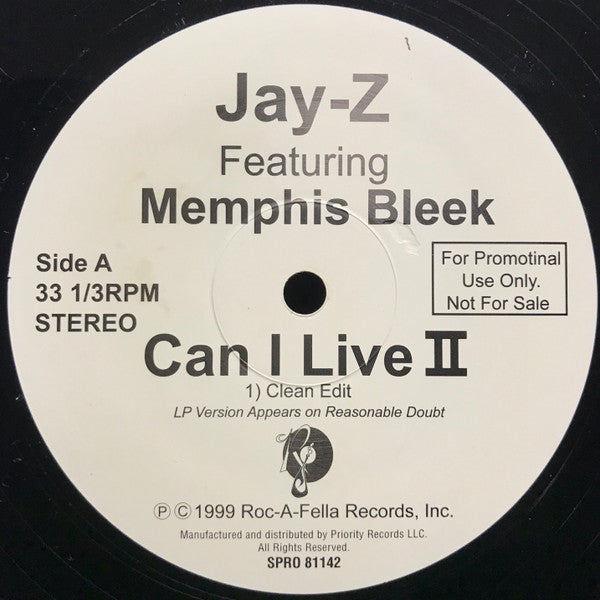 Jay-Z
Featuring
Memphis Bleek
Side A
33 1/3RPM
STEREO
For Promotinal
Use Only.
Not For Sale
Can I Live II
1) Clean Edit
LP Version Appears on Reasonable Doubt
℗ © 1999 Roc-A-Fella Records, Inc.
Manufactured and distributed by Priority Records LLC.
All Rights Reserved.
SPRO 81142